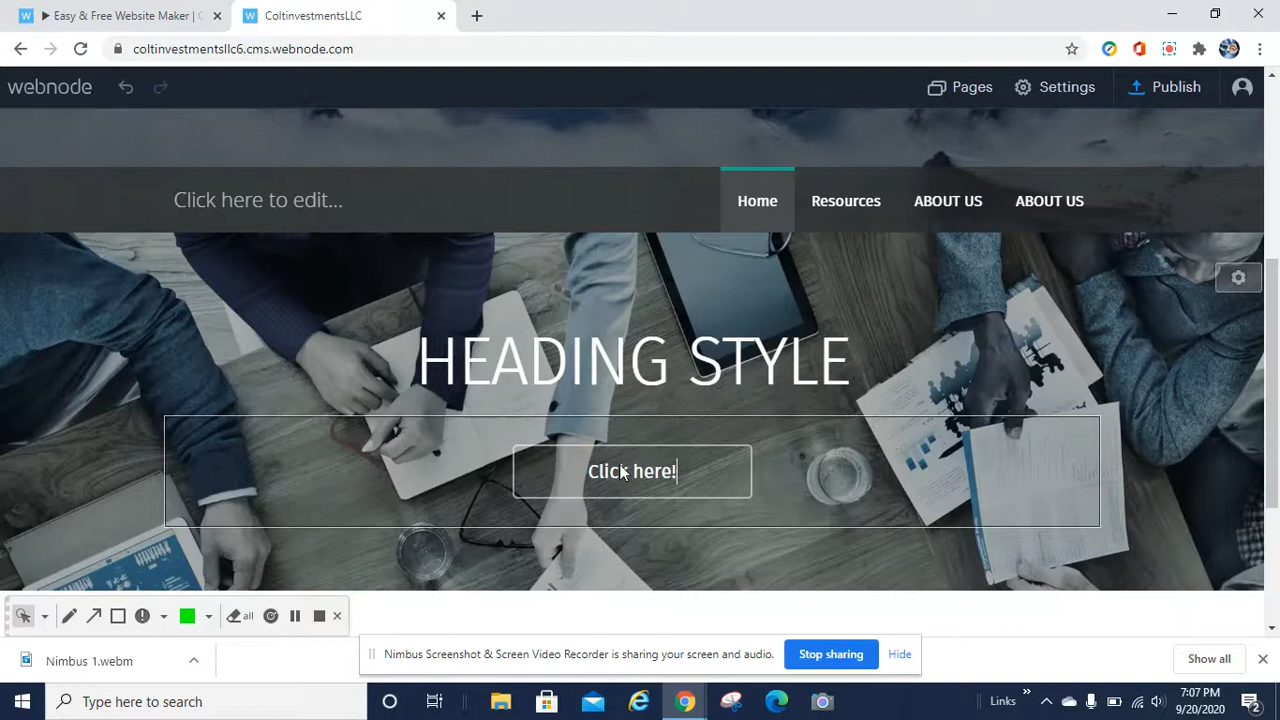 Easy & Free Website Maker |
ColtinvestmentsLLC
coltinvestmentsllc6.cms.webnode.com
webnode
Pages
Settings
Publish
Click here to edit...
Home
Resources
ABOUT US
ABOUT US
HEADING STYLE
Click here!
all
Nimbus Screenshot & Screen Video Recorder is sharing your screen and audio.
Stop sharing
Hide
Nimbus 1.webm
Show all
Type here to search
Links
7:07 PM
9/20/2020
2